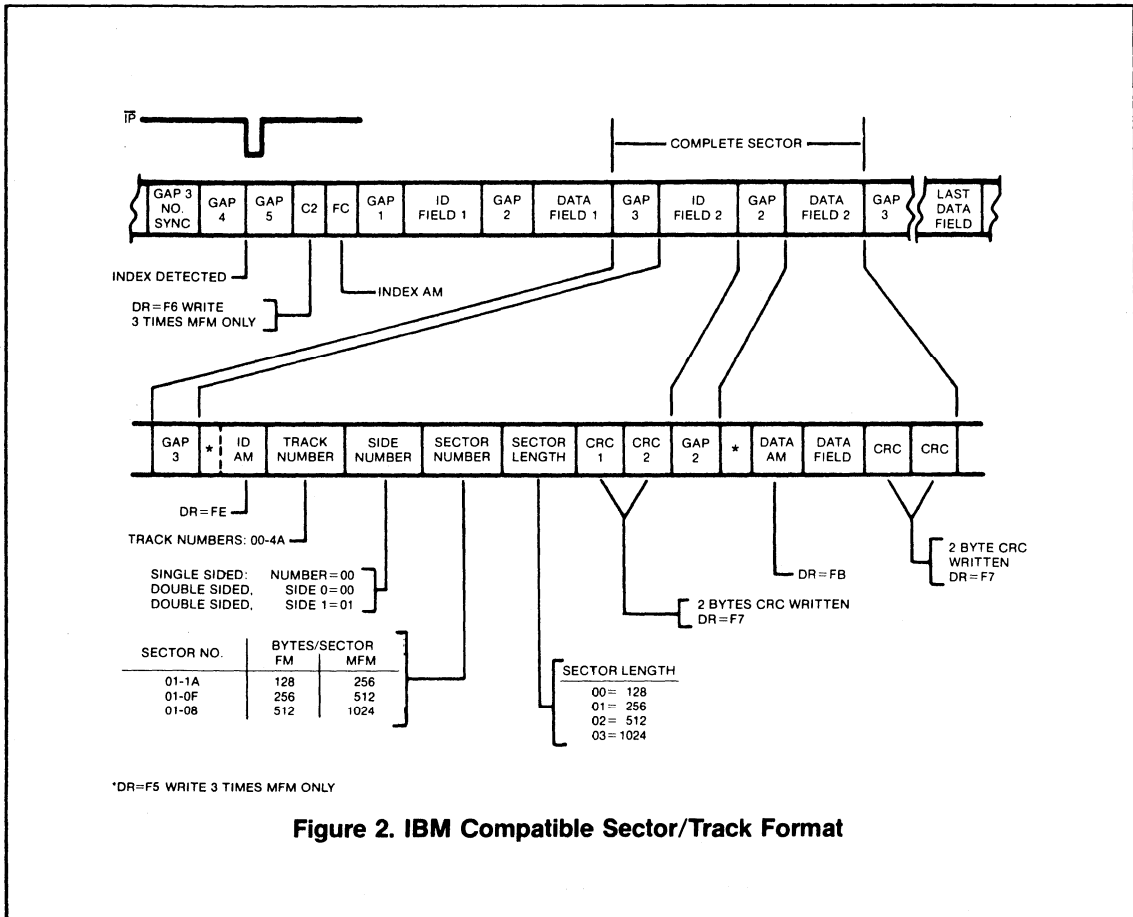 IP
COMPLETE SECTOR
GAP 3 NO. SYNC
GAP 4
GAP 5
C2
FC
GAP 1
ID FIELD 1
GAP 2
DATA FIELD 1
GAP 3
ID FIELD 2
GAP 2
DATA FIELD 2
GAP 3
LAST DATA FIELD
INDEX DETECTED
INDEX AM
DR=F6 WRITE
3 TIMES MFM ONLY
GAP 3
*
ID AM
TRACK NUMBER
SIDE NUMBER
SECTOR NUMBER
SECTOR LENGTH
CRC 1
CRC 2
GAP 2
*
DATA AM
DATA FIELD
CRC
CRC
DR=FE
TRACK NUMBERS: 00-4A
SINGLE SIDED: NUMBER=00
DOUBLE SIDED, SIDE 0=00
DOUBLE SIDED, SIDE 1=01
DR=FB
2 BYTE CRC
WRITTEN
DR=F7
2 BYTES CRC WRITTEN
DR=F7
SECTOR NO. BYTES/SECTOR
FM MFM
01-1A 128 256
01-0F 256 512
01-08 512 1024
SECTOR LENGTH
00= 128
01= 256
02= 512
03=1024
*DR=F5 WRITE 3 TIMES MFM ONLY
Figure 2. IBM Compatible Sector/Track Format